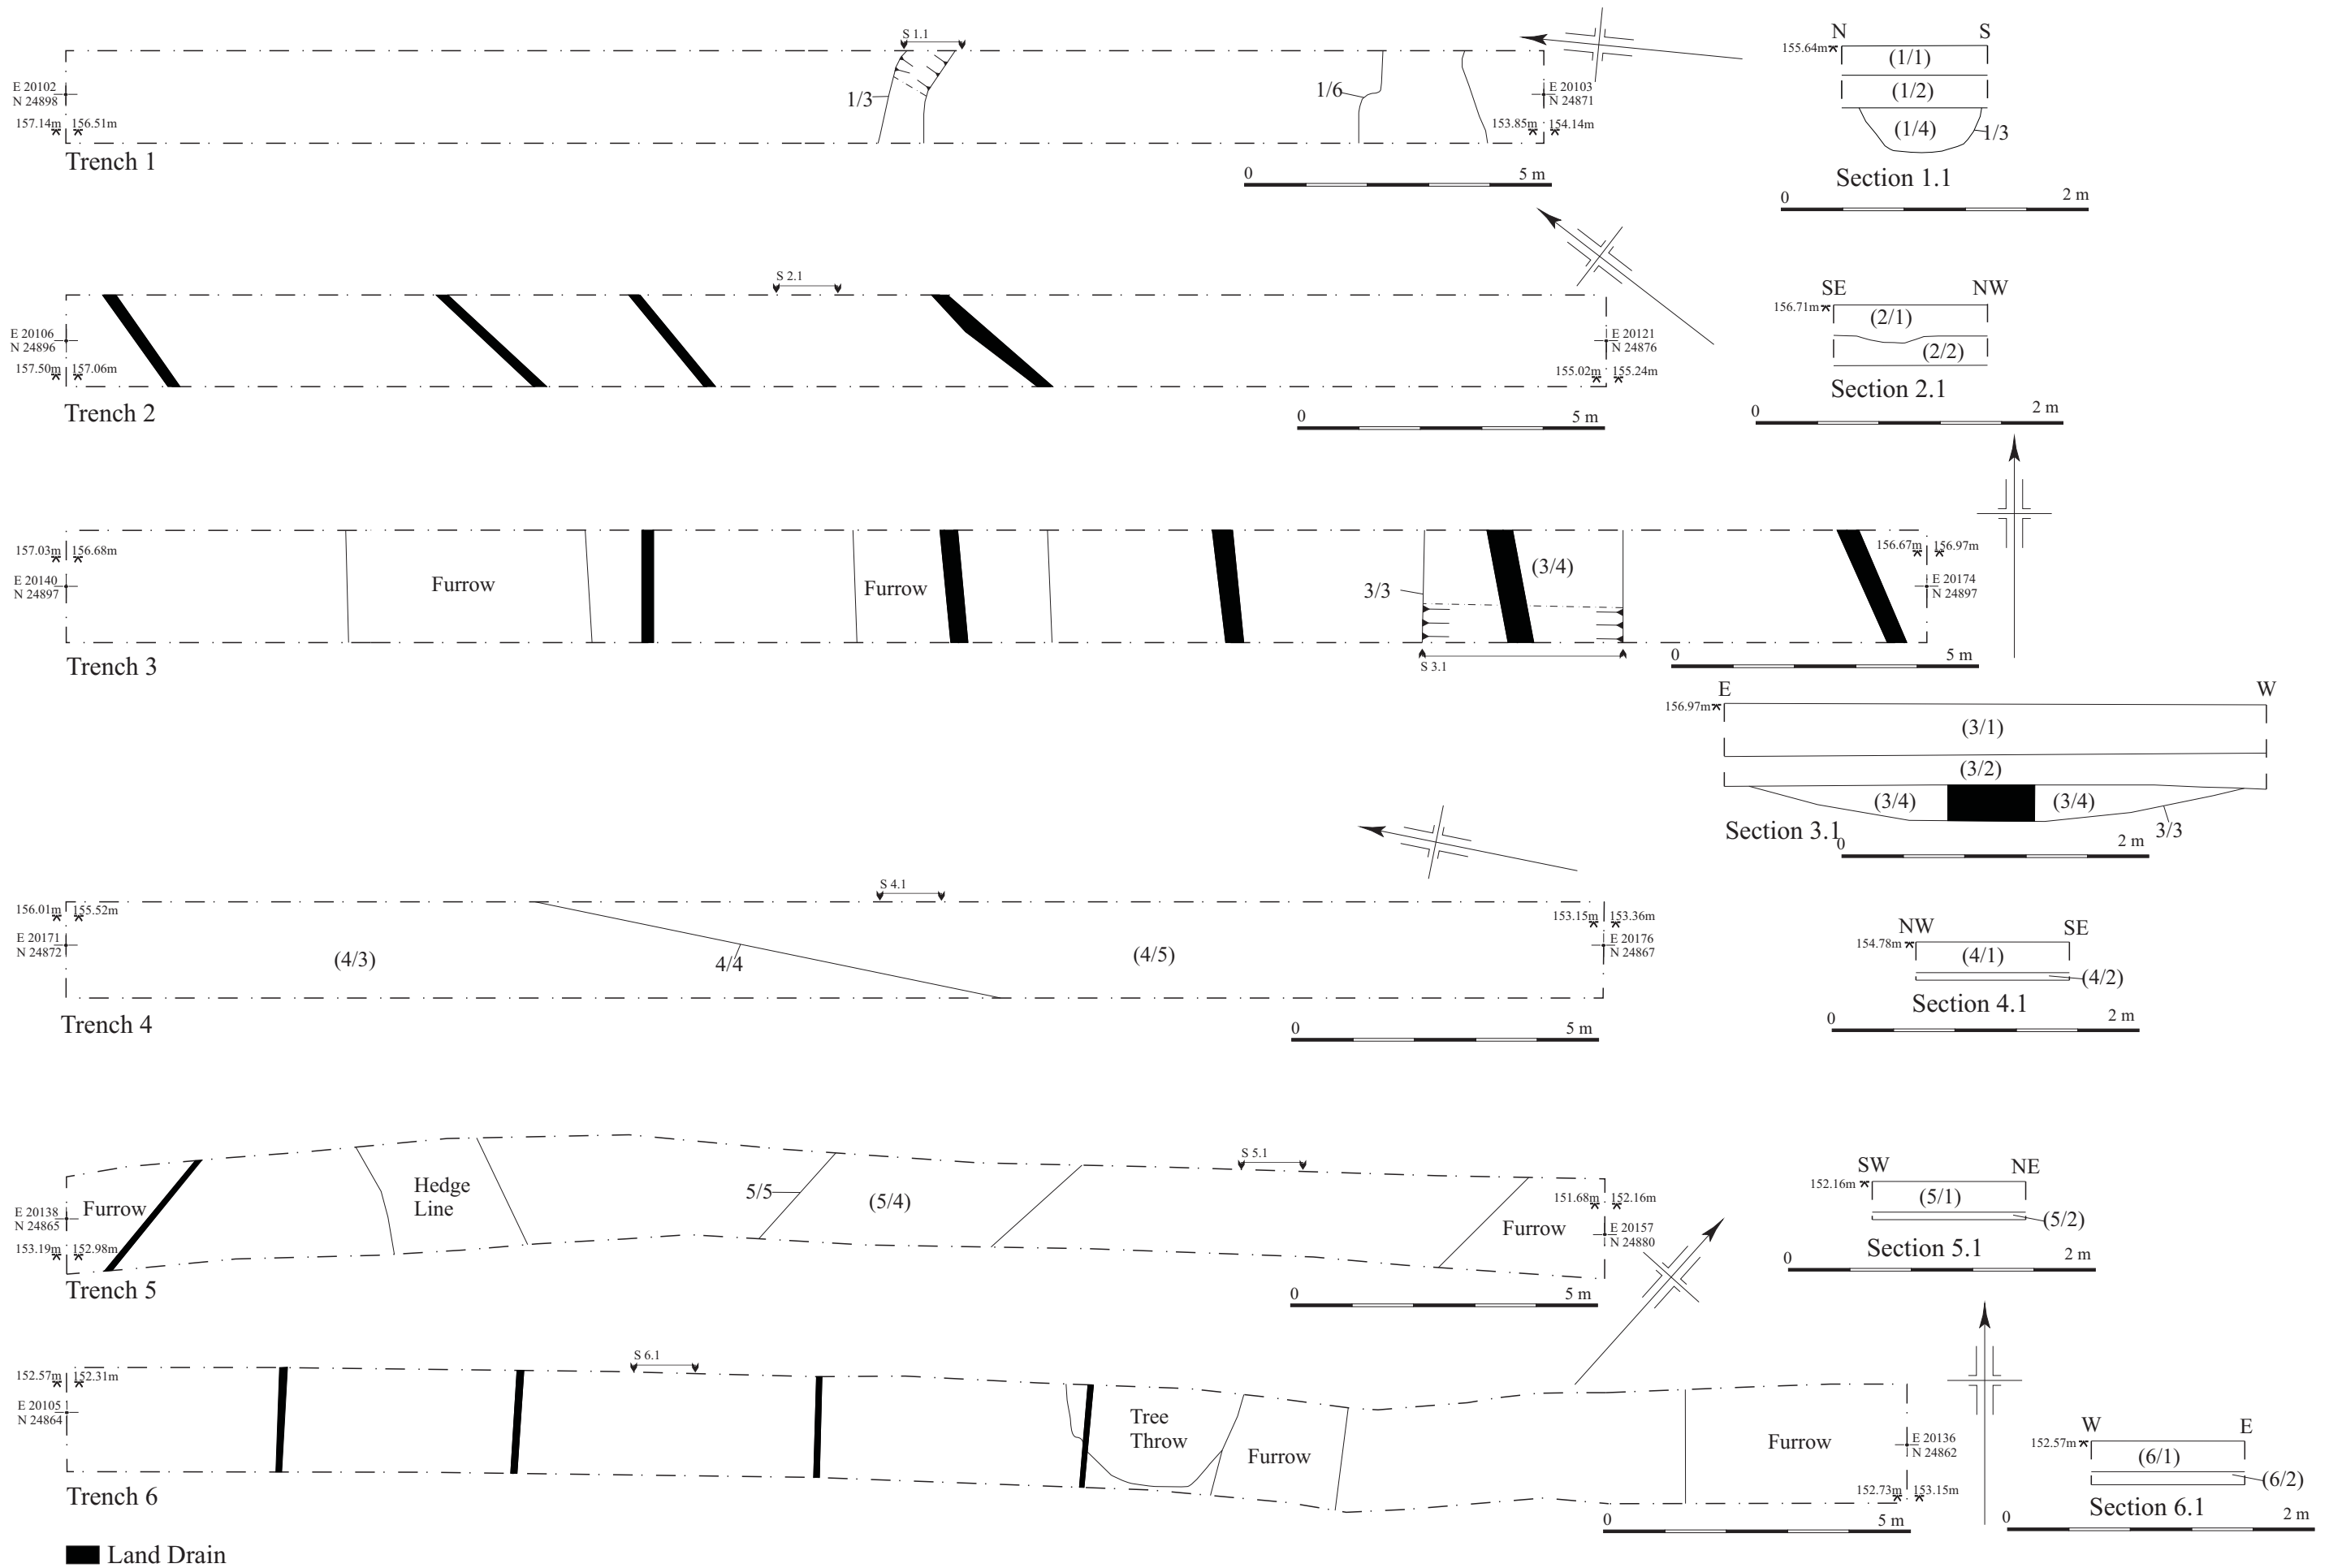 S 1.1
E 20102
N 24898
157.14m 156.51m
1/3
1/6
E 20103
N 24871
153.85m 154.14m
Trench 1
0 5 m
N S
155.64m
(1/1)
(1/2)
(1/4)
1/3
Section 1.1
0 2 m
S 2.1
E 20106
N 24896
157.50m 157.06m
E 20121
N 24876
155.02m 155.24m
Trench 2
0 5 m
SE NW
156.71m
(2/1)
(2/2)
Section 2.1
0 2 m
157.03m 156.68m
E 20140
N 24897
Furrow
Furrow
3/3
(3/4)
156.67m 156.97m
E 20174
N 24897
Trench 3
S 3.1
0 5 m
E W
156.97m
(3/1)
(3/2)
(3/4) (3/4)
3/3
Section 3.1
0 2 m
S 4.1
156.01m 155.52m
E 20171
N 24872
(4/3)
4/4
(4/5)
153.15m 153.36m
E 20176
N 24867
Trench 4
0 5 m
NW SE
154.78m
(4/1)
(4/2)
Section 4.1
0 2 m
S 5.1
Furrow
E 20138
N 24865
153.19m 152.98m
Hedge
Line
5/5
(5/4)
Furrow
151.68m 152.16m
E 20157
N 24880
Trench 5
0 5 m
SW NE
152.16m
(5/1)
(5/2)
Section 5.1
0 2 m
S 6.1
152.57m 152.31m
E 20105
N 24864
Tree
Throw
Furrow
Furrow
E 20136
N 24862
152.73m 153.15m
Trench 6
0 5 m
W E
152.57m
(6/1)
(6/2)
Section 6.1
0 2 m
Land Drain